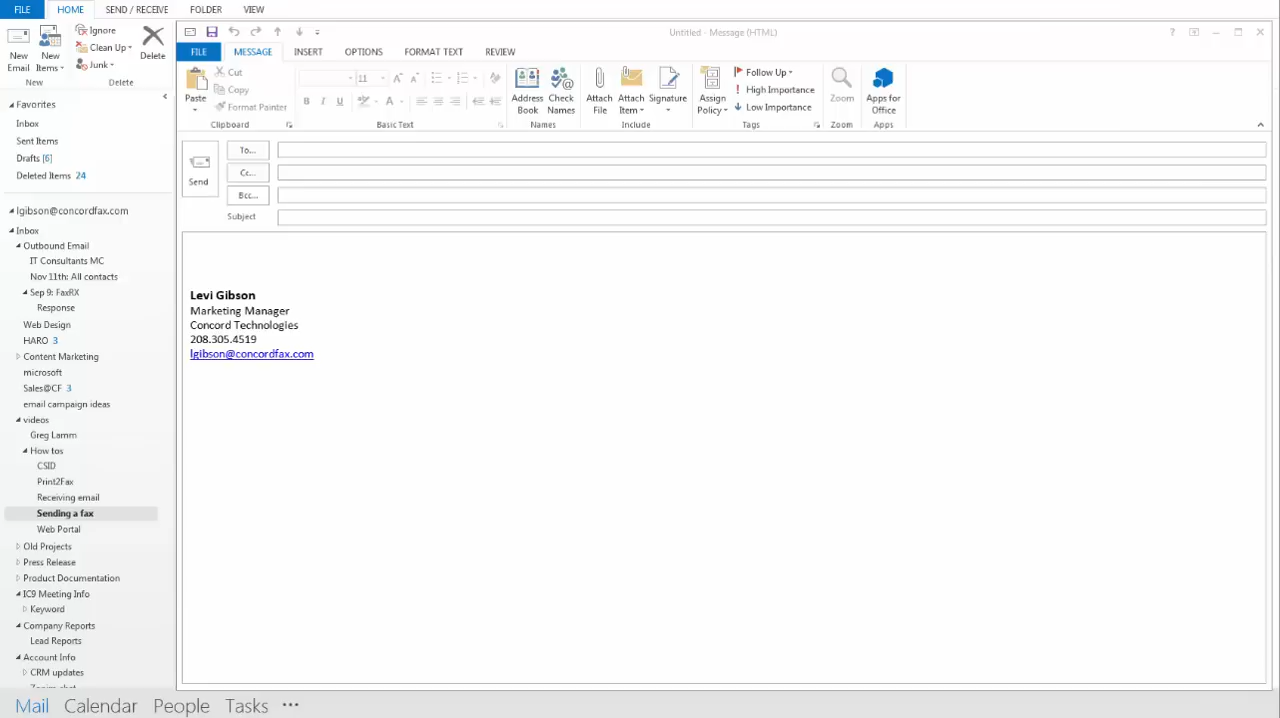 FILE HOME SEND / RECEIVE FOLDER VIEW
New Email
New Items
Ignore
Clean Up
Junk
Delete
New Delete
Favorites
Inbox
Sent Items
Drafts [6]
Deleted Items 24
lgibson@concordfax.com
Inbox
Outbound Email
IT Consultants MC
Nov 11th: All contacts
Sep 9: FaxRX
Response
Web Design
HARO 3
Content Marketing
microsoft
Sales@CF 3
email campaign ideas
videos
Greg Lamm
How tos
CSID
Print2Fax
Receiving email
Sending a fax
Web Portal
Old Projects
Press Release
Product Documentation
IC9 Meeting Info
Keyword
Company Reports
Lead Reports
Account Info
CRM updates
Mail Calendar People Tasks •••
Untitled - Message (HTML)
?
FILE MESSAGE INSERT OPTIONS FORMAT TEXT REVIEW
Paste
Cut
Copy
Format Painter
Clipboard
11 A A
B I U A
Basic Text
Address Book
Check Names
Names
Attach File
Attach Item
Signature
Include
Assign Policy
Follow Up
High Importance
Low Importance
Tags
Zoom
Zoom
Apps for Office
Apps
Send
To...
Cc...
Bcc...
Subject
Levi Gibson
Marketing Manager
Concord Technologies
208.305.4519
lgibson@concordfax.com